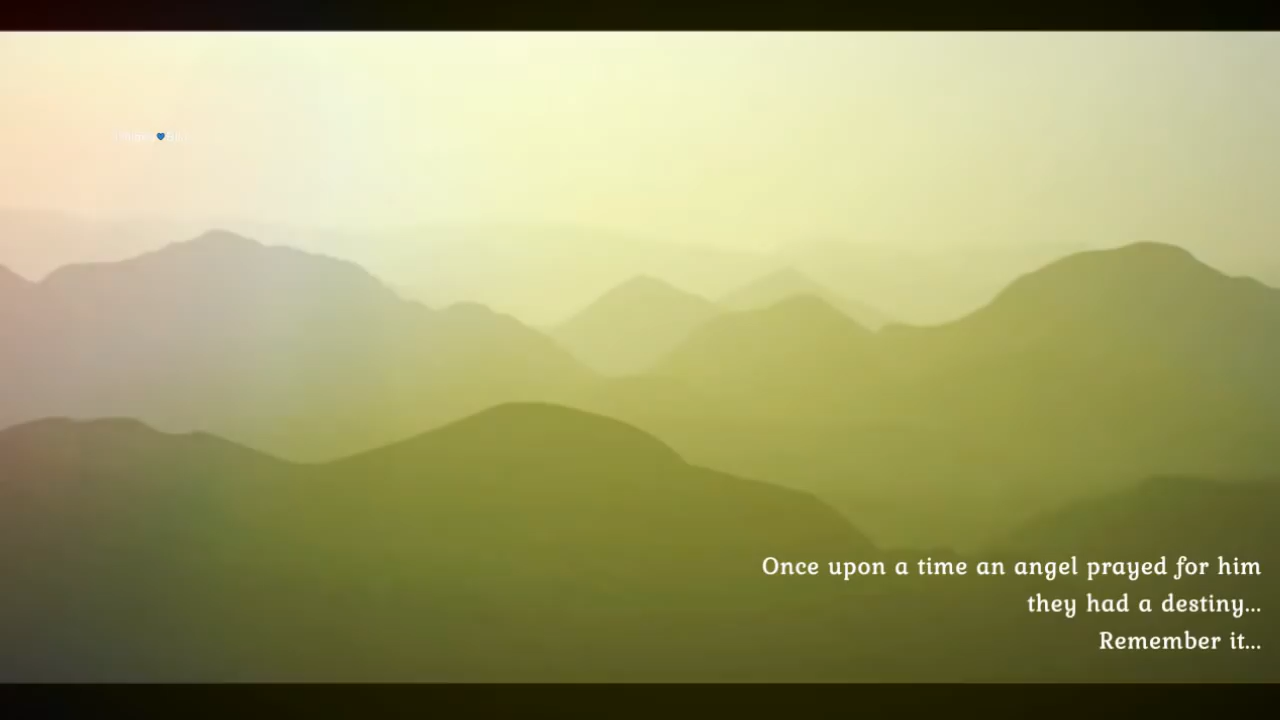 Once upon a time an angel prayed for him
they had a destiny...
Remember it...